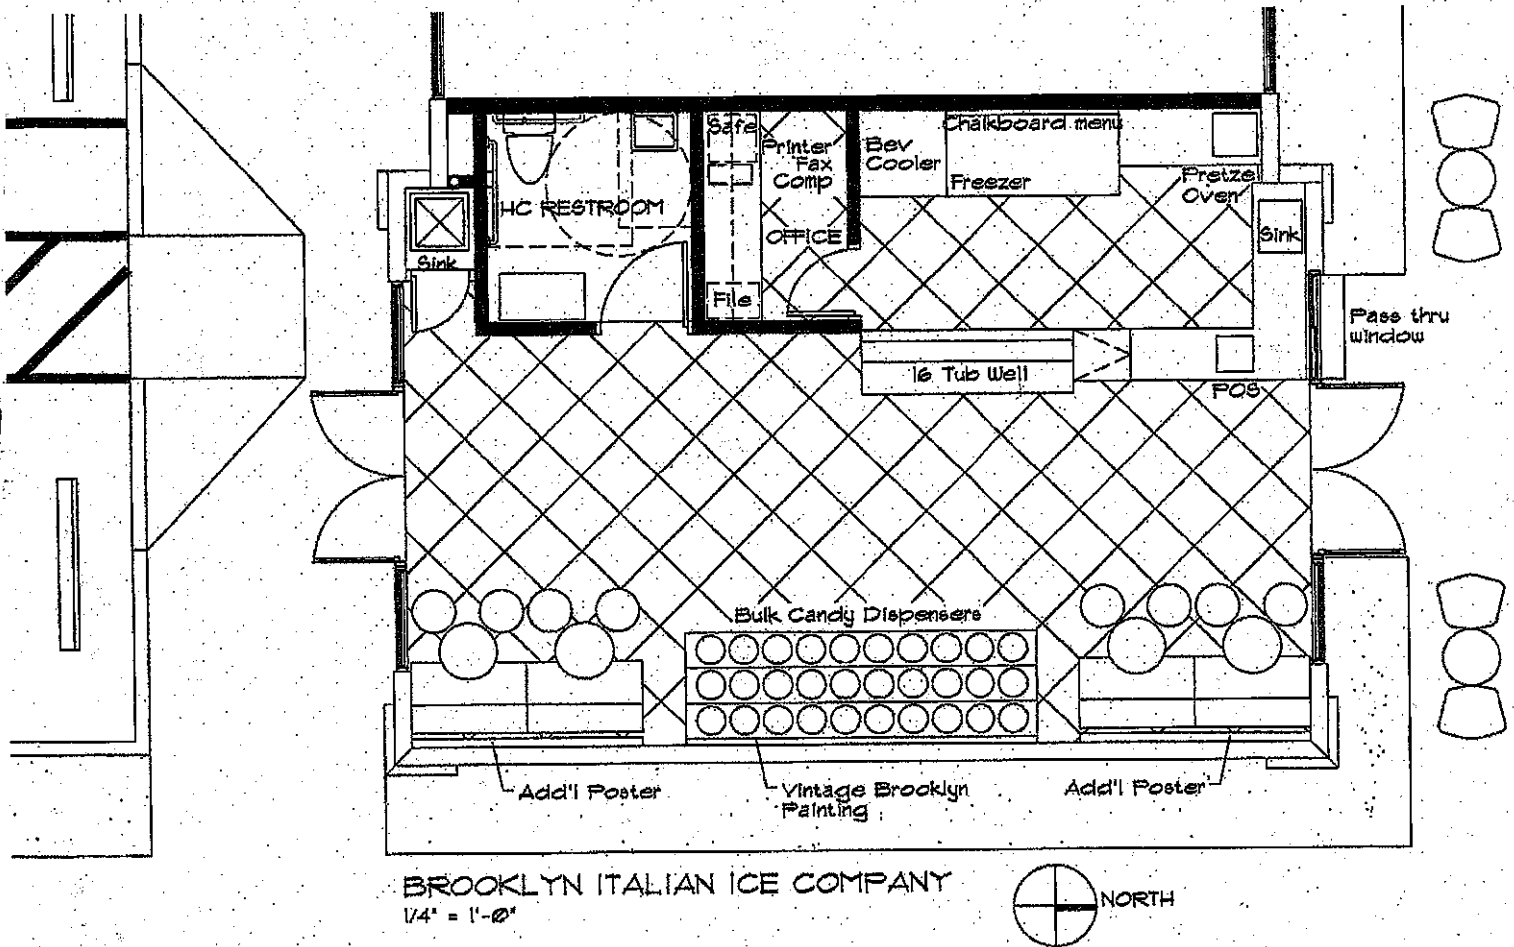 Safe
Printer
Fax
Comp
Bev
Cooler
Chalkboard menu
Freezer
Pretzel
Oven
HC RESTROOM
OFFICE
Sink
Sink
File
Pass thru
window
16 Tub Well
POS
Bulk Candy Dispensers
Add'l Poster
Vintage Brooklyn
Painting
Add'l Poster
BROOKLYN ITALIAN ICE COMPANY
1/4" = 1'-0"
NORTH